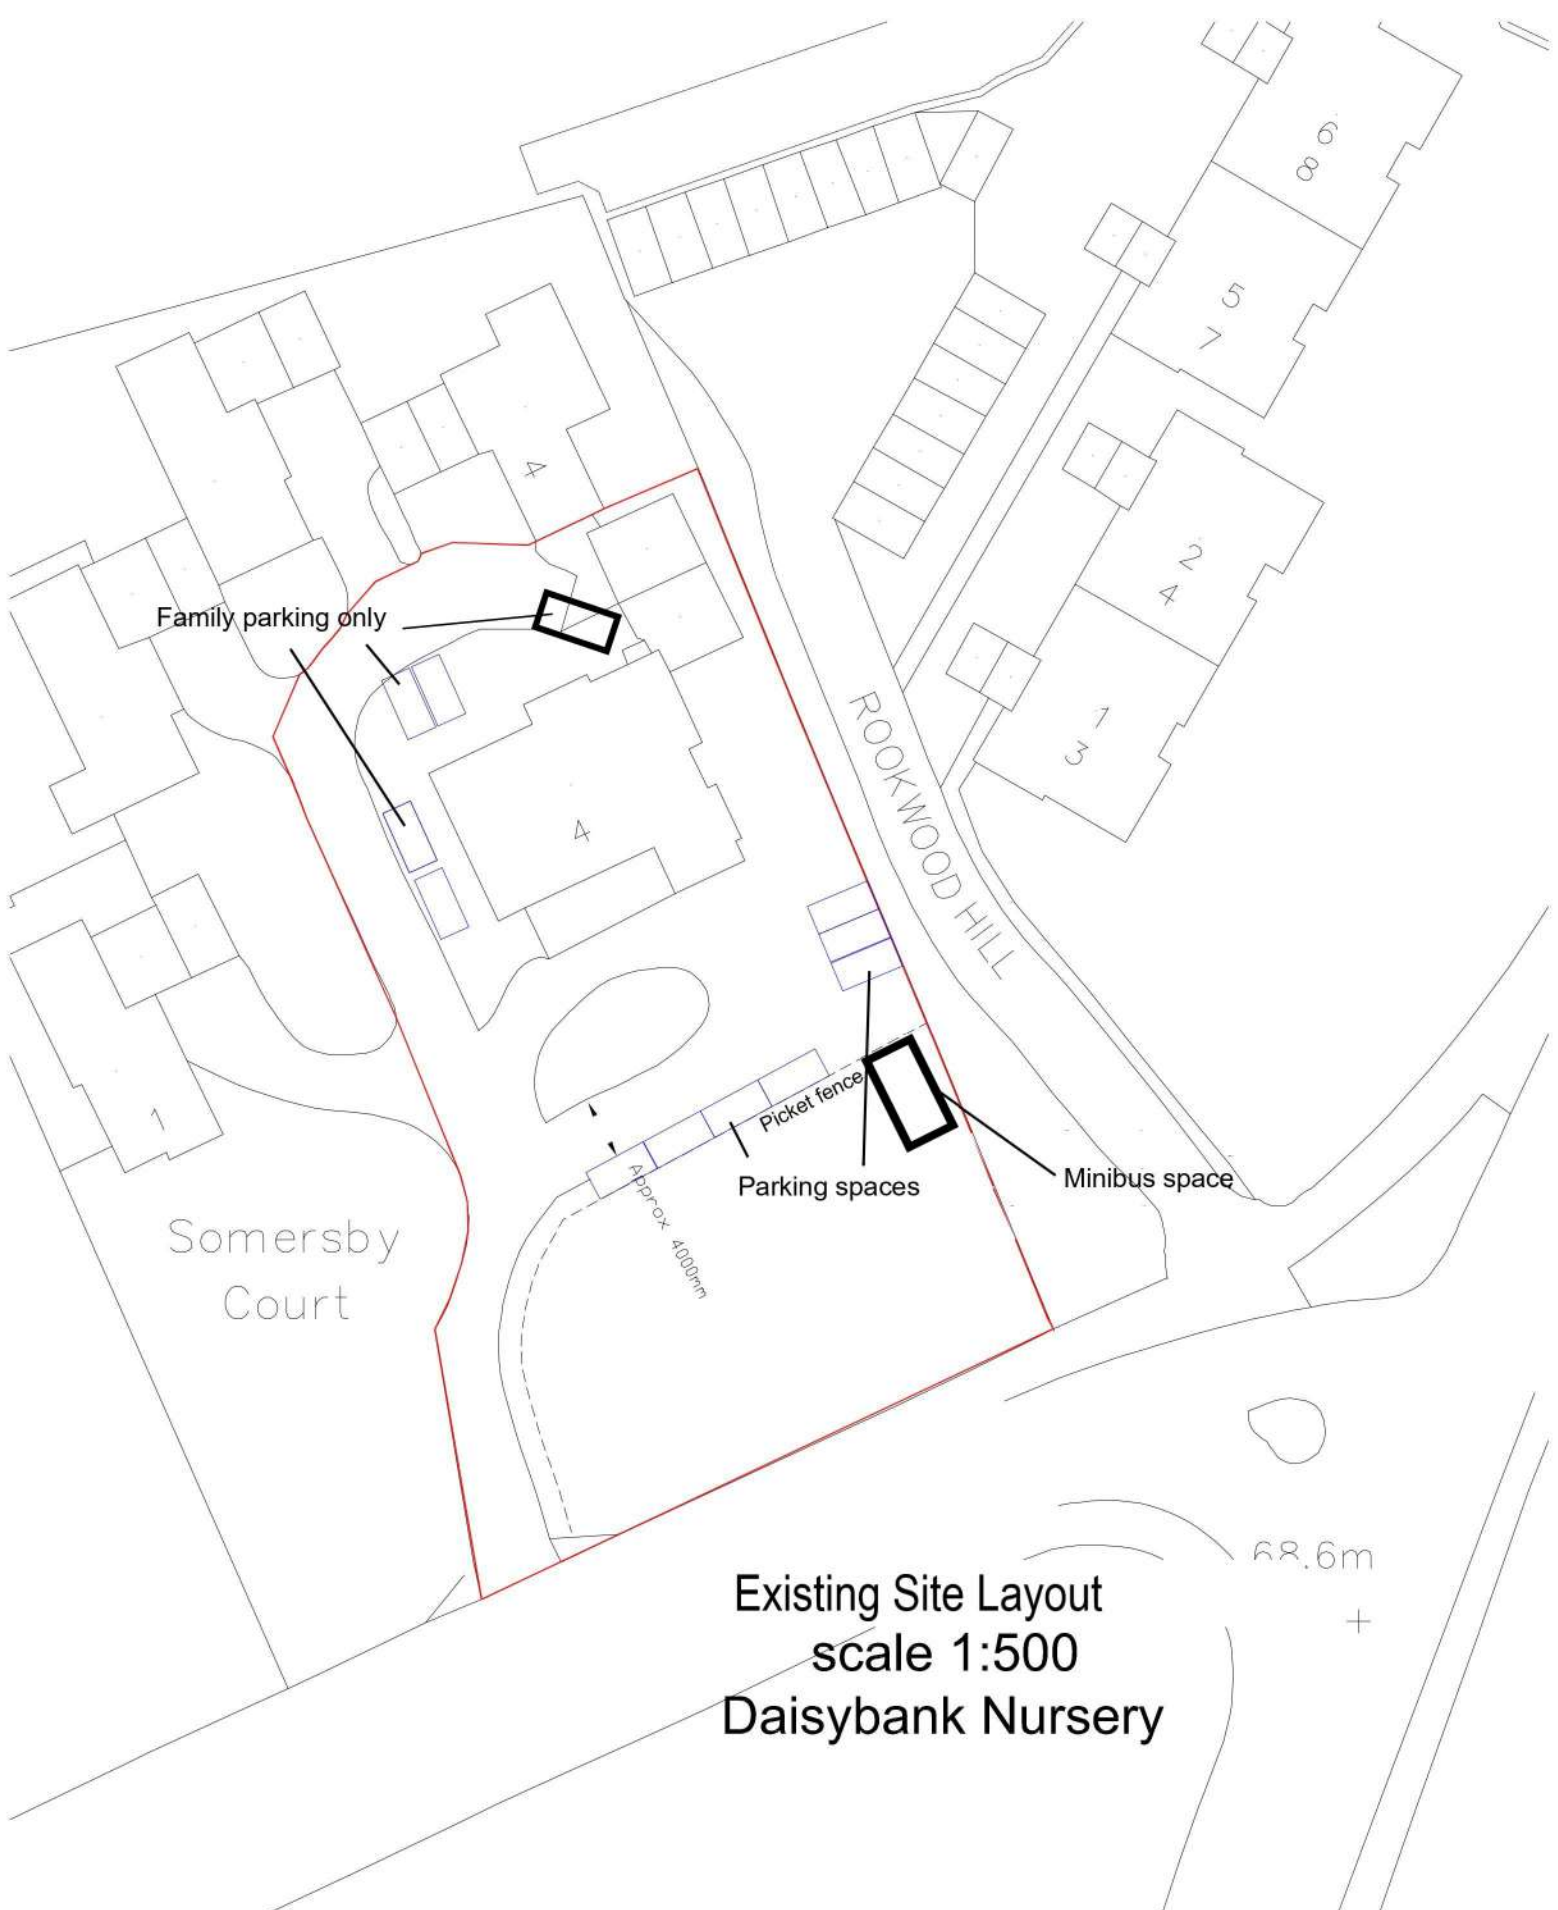 6
8
5
7
4
Family parking only
2
4
1
3
ROOKWOOD HILL
4
Picket fence
1
Parking spaces
Minibus space
Approx 4000mm
Somersby
Court
68.6m
Existing Site Layout
scale 1:500
Daisybank Nursery